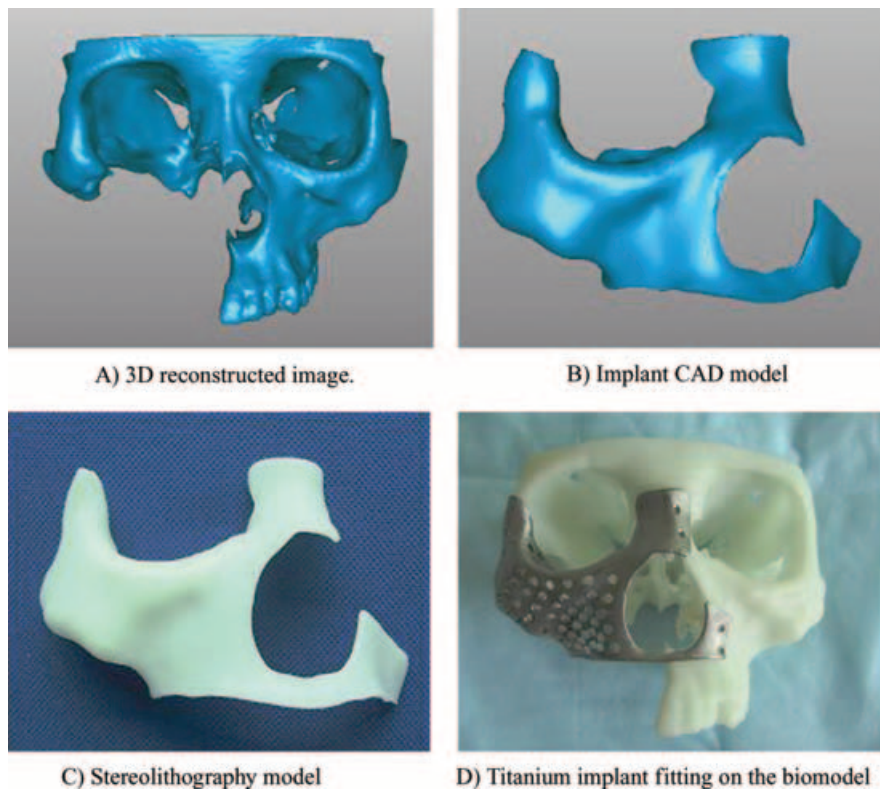 A) 3D reconstructed image.
B) Implant CAD model
C) Stereolithography model
D) Titanium implant fitting on the biomodel